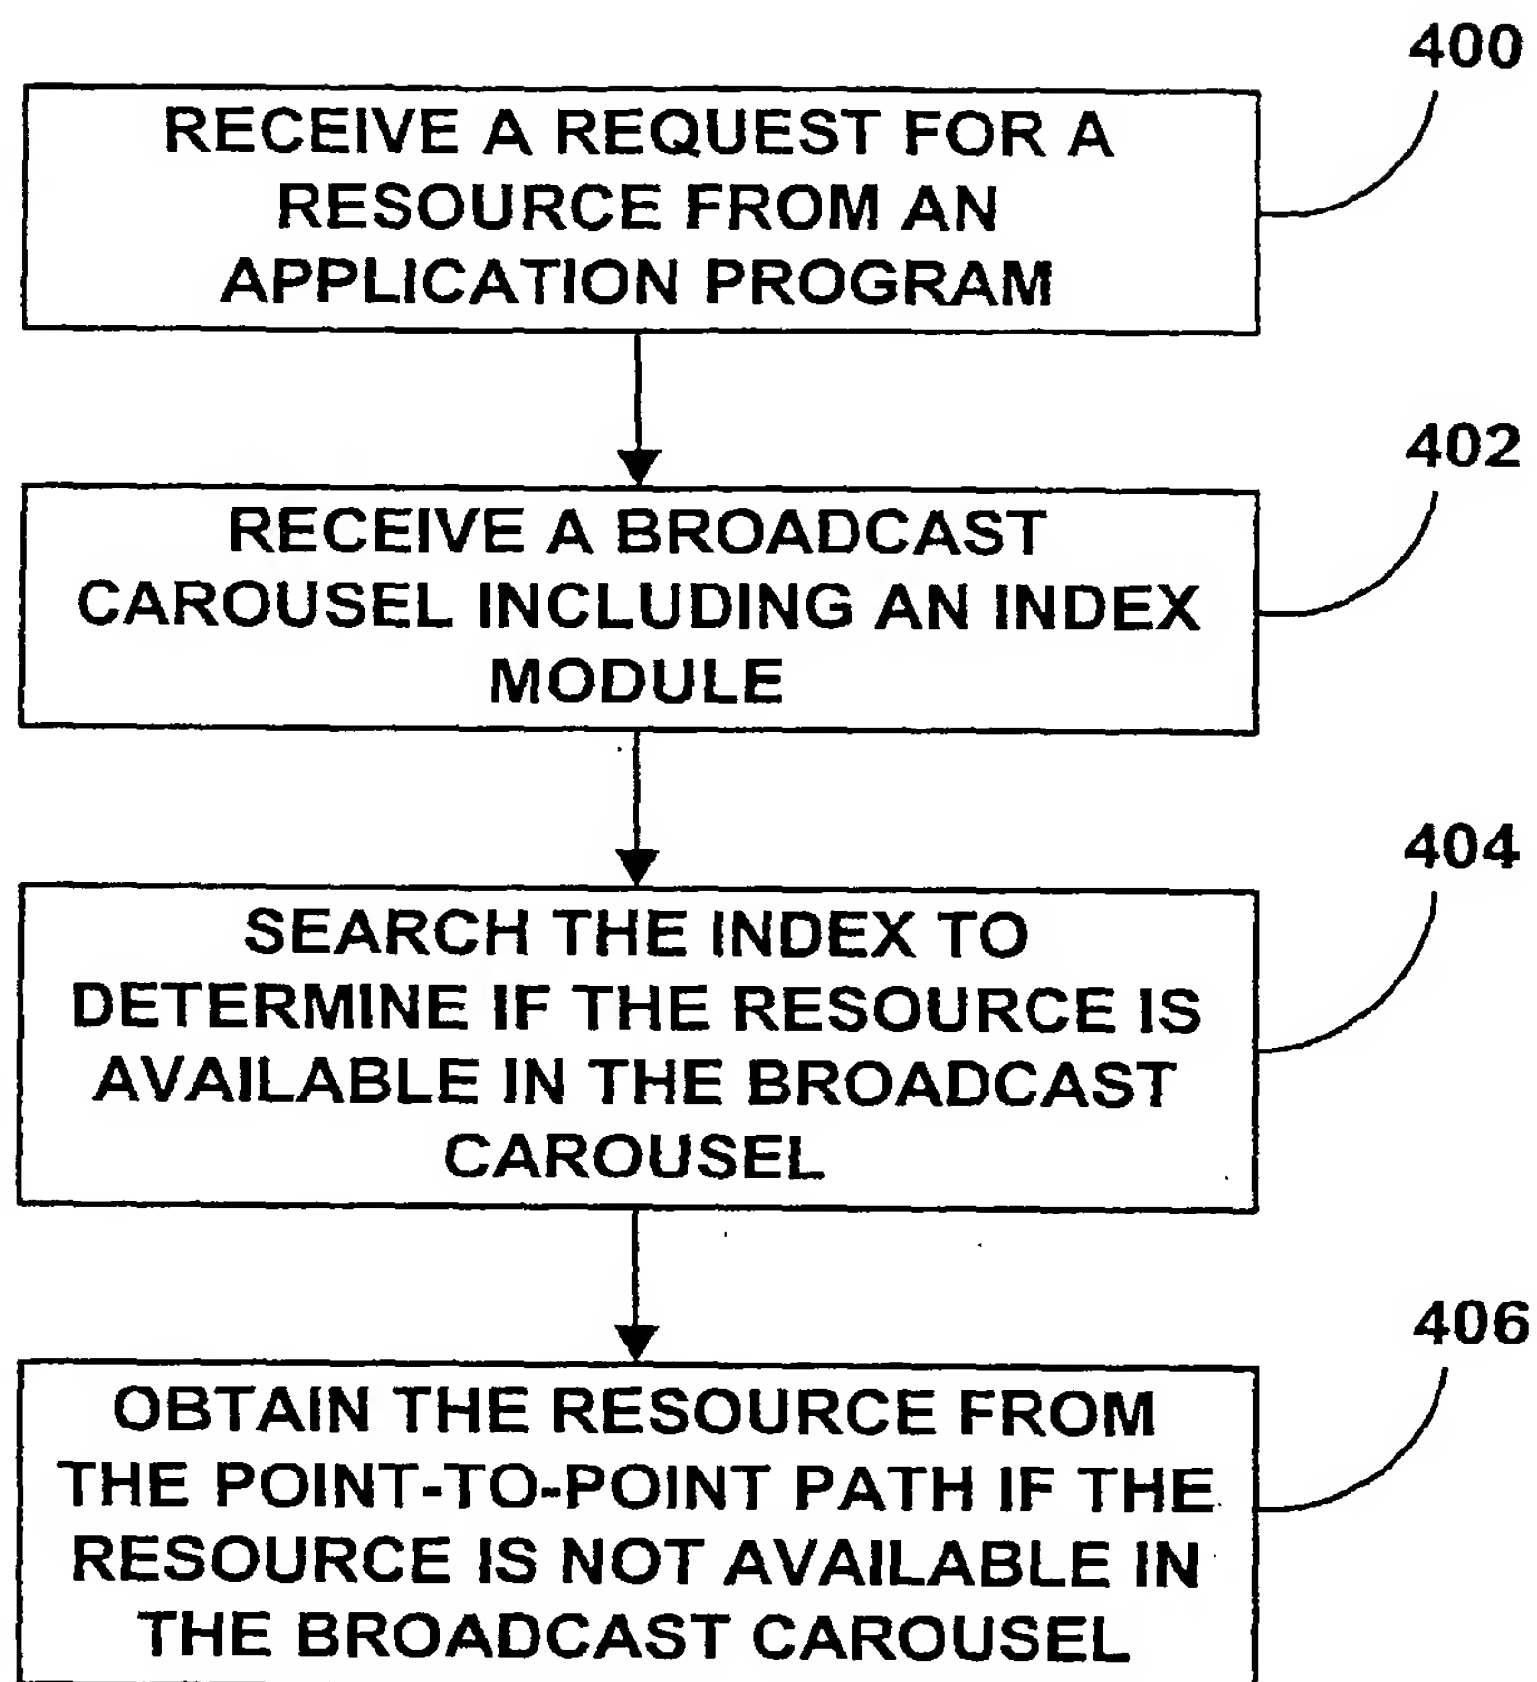 400
RECEIVE A REQUEST FOR A
RESOURCE FROM AN
APPLICATION PROGRAM
402
RECEIVE A BROADCAST
CAROUSEL INCLUDING AN INDEX
MODULE
404
SEARCH THE INDEX TO
DETERMINE IF THE RESOURCE IS
AVAILABLE IN THE BROADCAST
CAROUSEL
406
OBTAIN THE RESOURCE FROM
THE POINT-TO-POINT PATH IF THE
RESOURCE IS NOT AVAILABLE IN
THE BROADCAST CAROUSEL